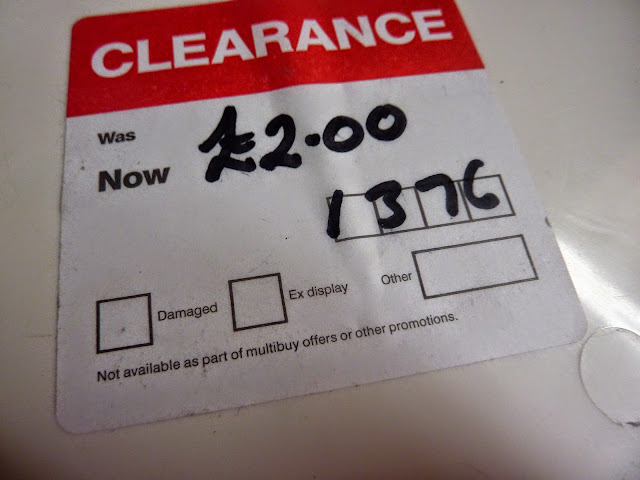 CLEARANCE
Was
Now £2.00
1376
Damaged Ex display Other
Not available as part of multibuy offers or other promotions.